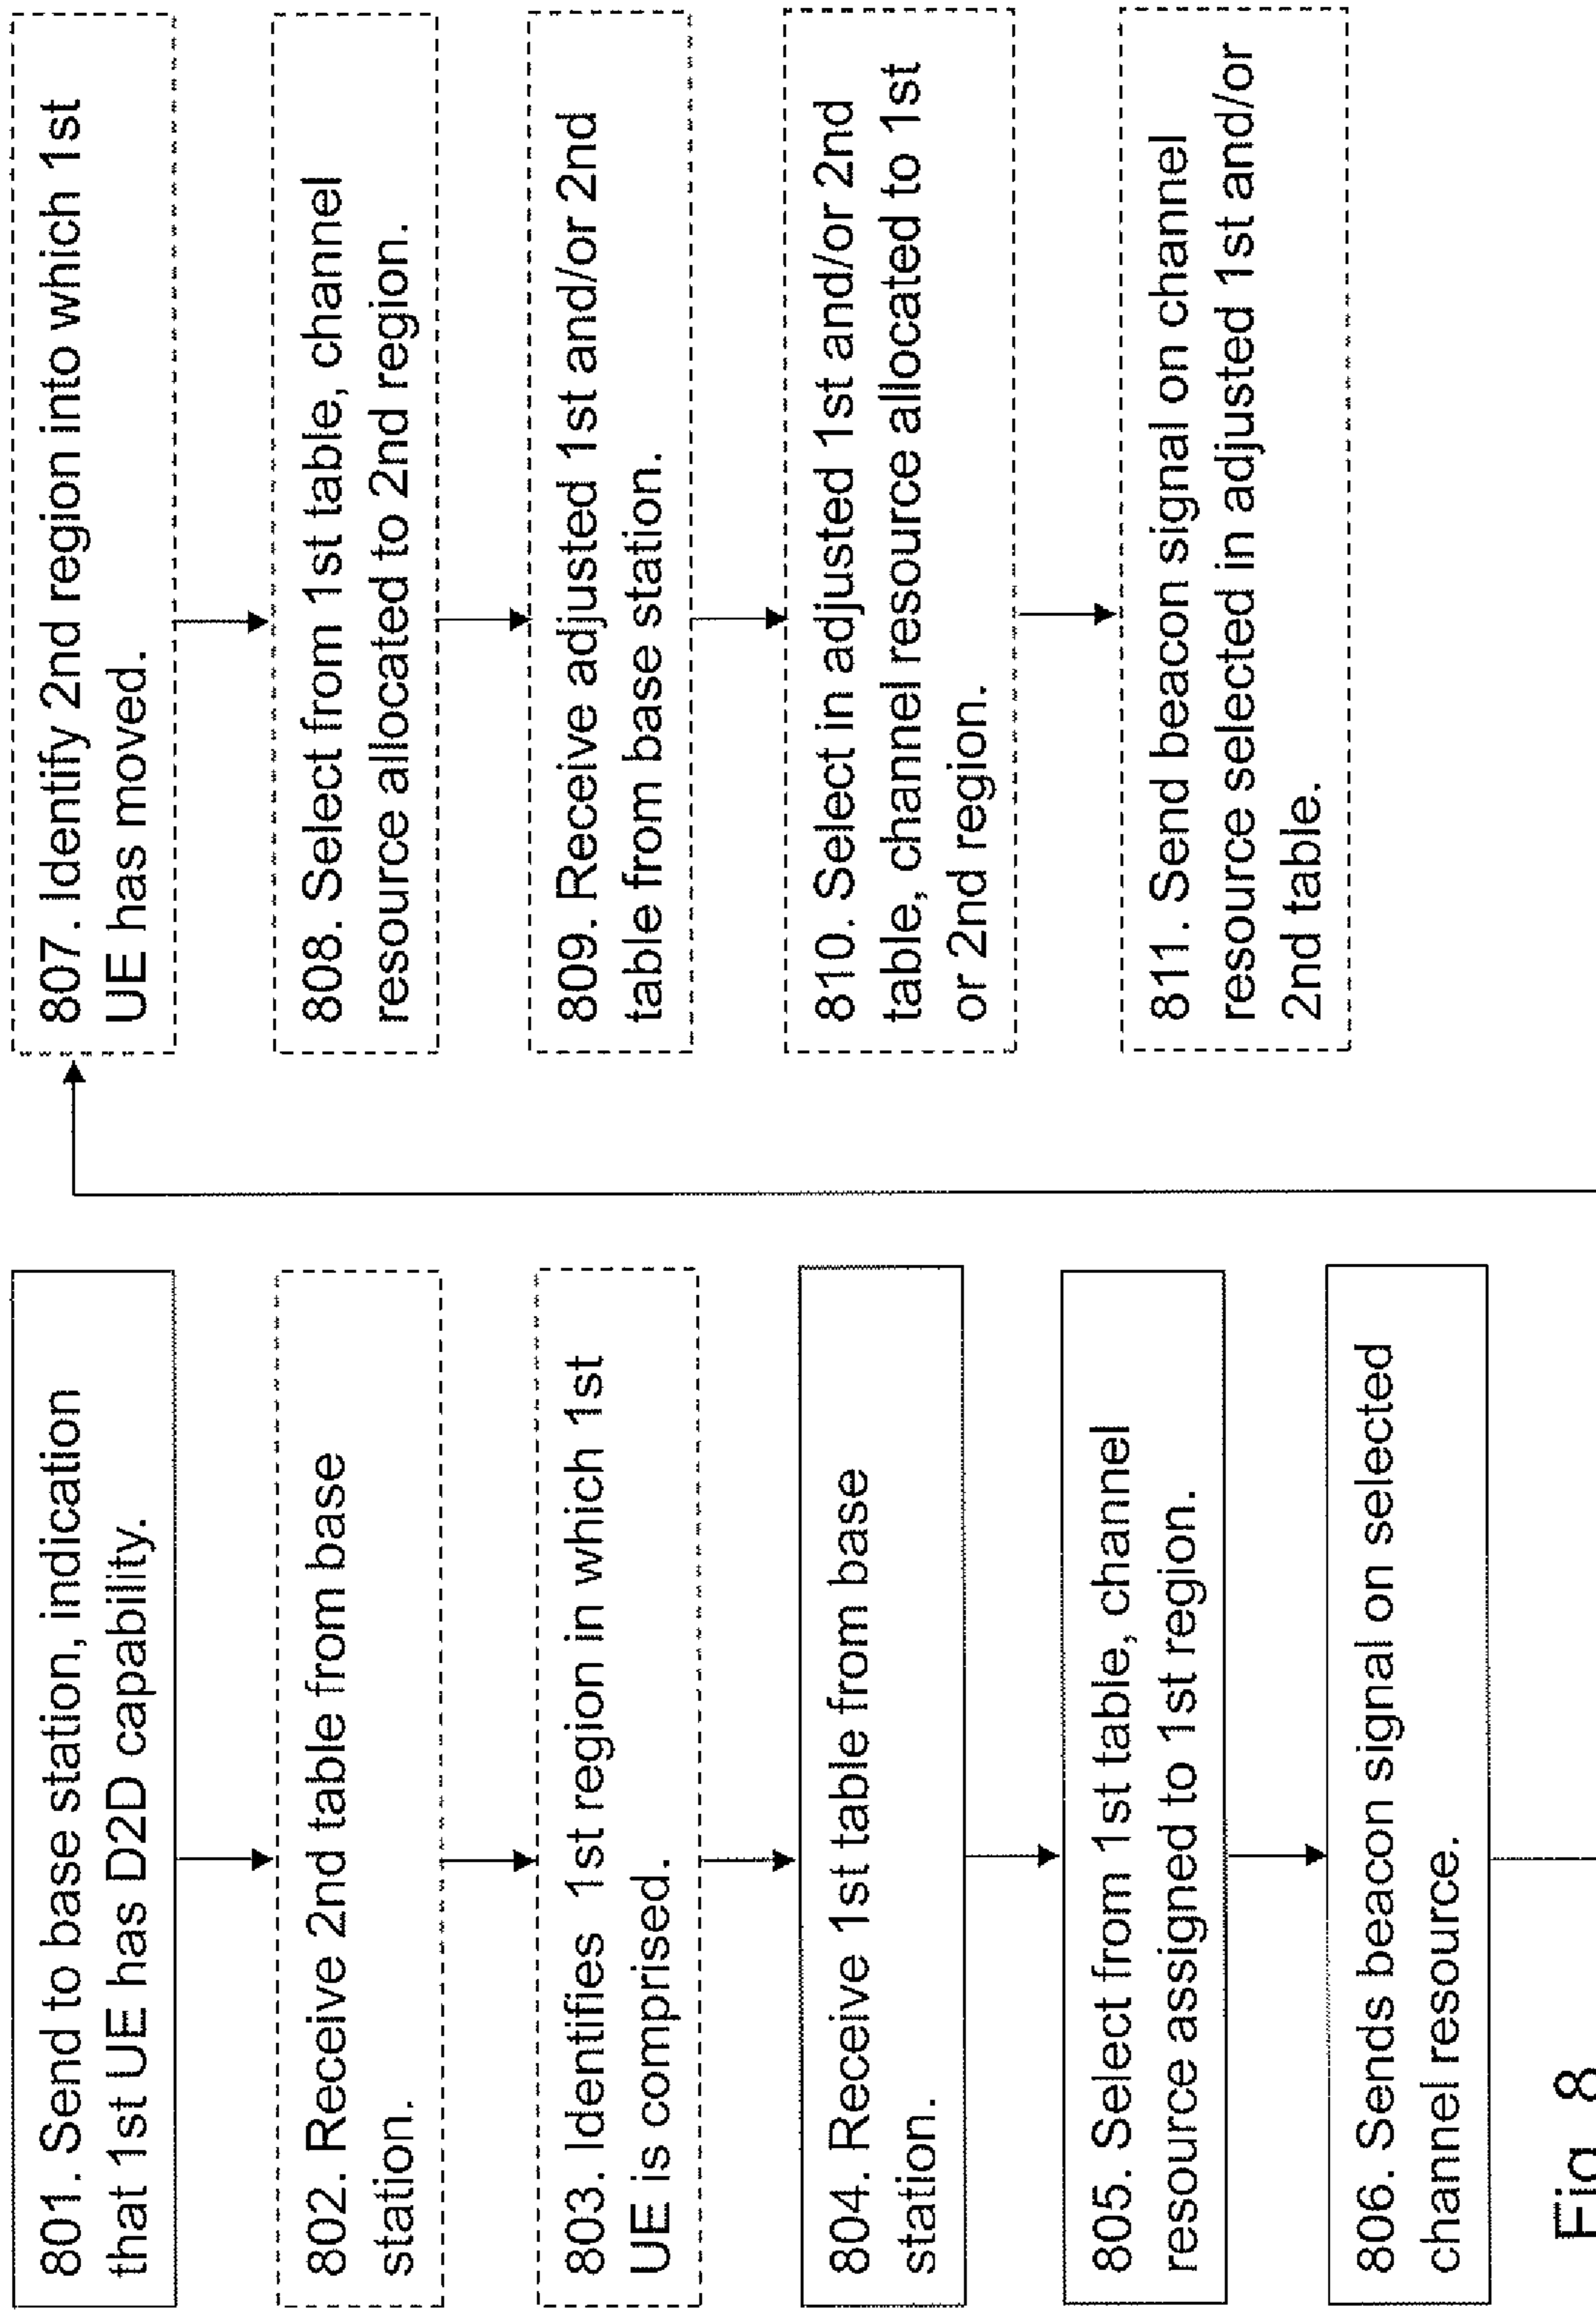 801. Send to base station, indication
that 1st UE has D2D capability.
802. Receive 2nd table from base
station.
803. Identifies 1st region in which 1st
UE is comprised.
804. Receive 1st table from base
station.
805. Select from 1st table, channel
resource assigned to 1st region.
806. Sends beacon signal on selected
channel resource.
807. Identify 2nd region into which 1st
UE has moved.
808. Select from 1st table, channel
resource allocated to 2nd region.
809. Receive adjusted 1st and/or 2nd
table from base station.
810. Select in adjusted 1st and/or 2nd
table, channel resource allocated to 1st
or 2nd region.
811. Send beacon signal on channel
resource selected in adjusted 1st and/or
2nd table.
Fig. 8